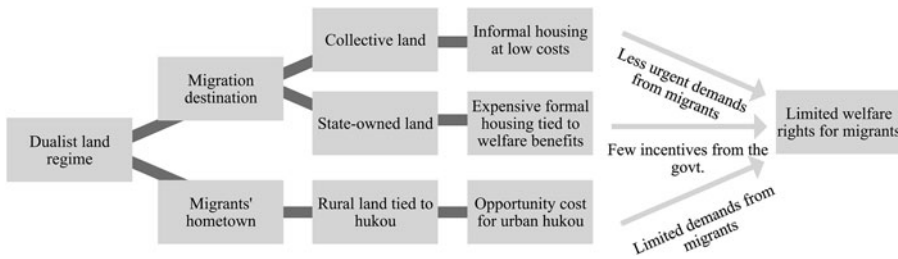 Collective land
Informal housing
at low costs
Migration
destination
Less urgent demands
from migrants
State-owned land
Expensive formal
housing tied to
welfare benefits
Limited welfare
rights for migrants
Dualist land
regime
Few incentives from the
govt.
Migrants'
hometown
Rural land tied to
hukou
Opportunity cost
for urban hukou
Limited demands from
migrants